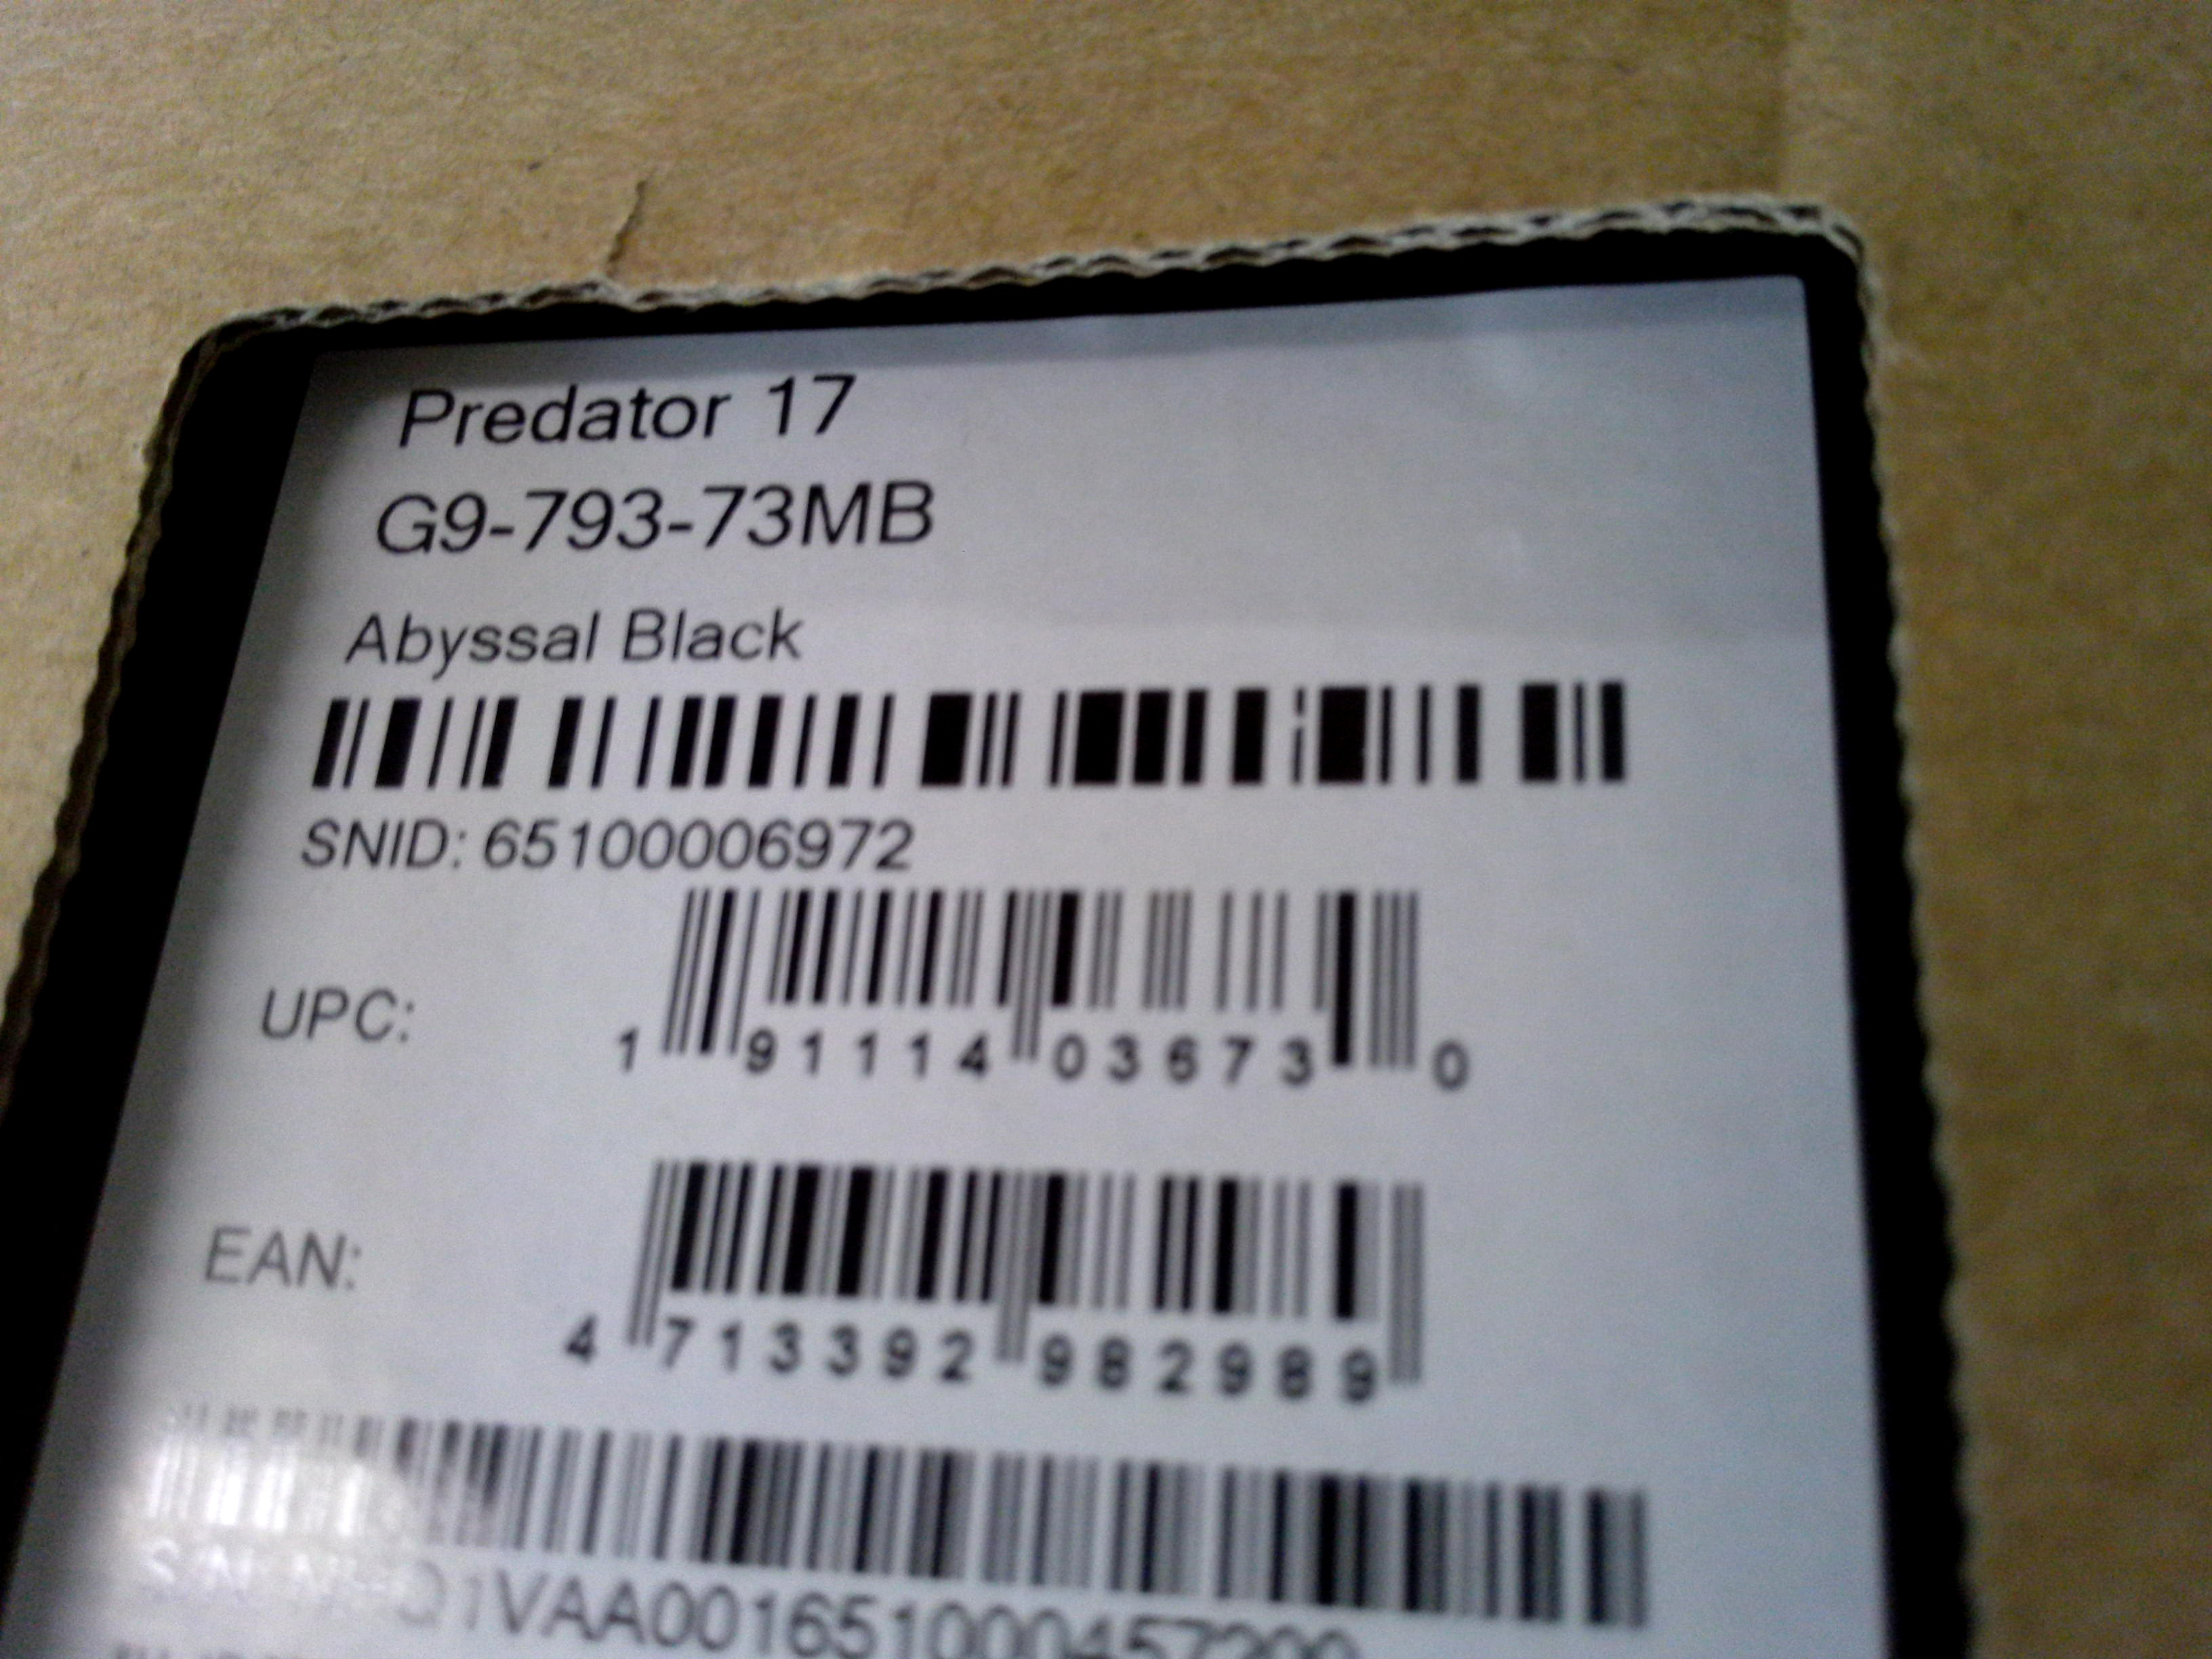 Predator 17
G9-793-73MB
Abyssal Black
SNID: 65100006972
UPC:
1 91114 03673 0
EAN:
4 713392 982989